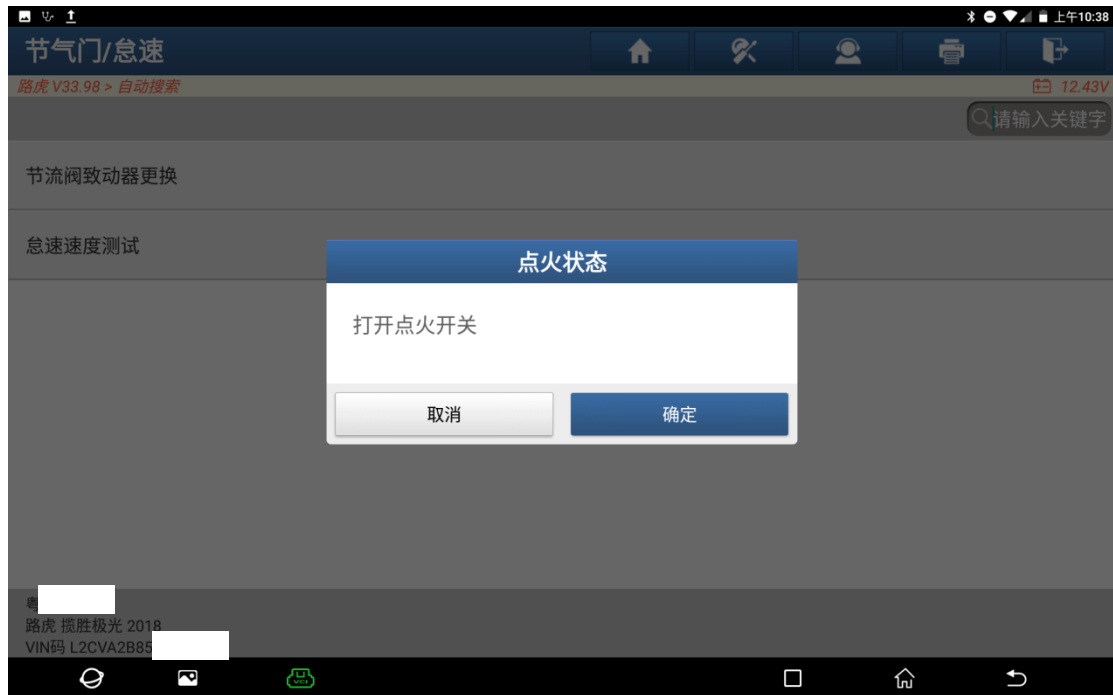 上午10:38
节气门/怠速
路虎 V33.98 > 自动搜索
12.43V
请输入关键字
节流阀致动器更换
怠速速度测试
点火状态
打开点火开关
取消
确定
粤
路虎 揽胜极光 2018
VIN码 L2CVA2B85
VCI